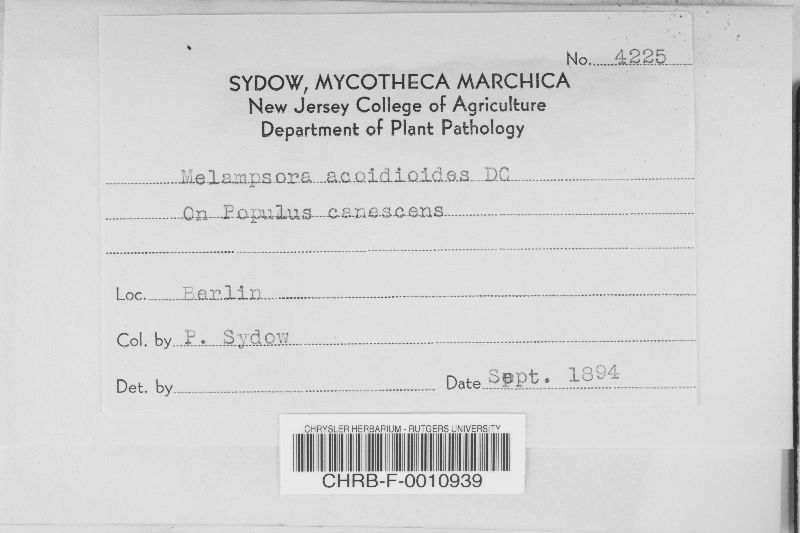 No. 4225
SYDOW, MYCOTHECA MARCHICA
New Jersey College of Agriculture
Department of Plant Pathology
Melampsora acoidioides DC
On Populus canescens
Loc. Berlin
Col. by P. Sydow
Det. by
Date Sept. 1894
CHRYSLER HERBARIUM - RUTGERS UNIVERSITY
CHRB-F-0010939